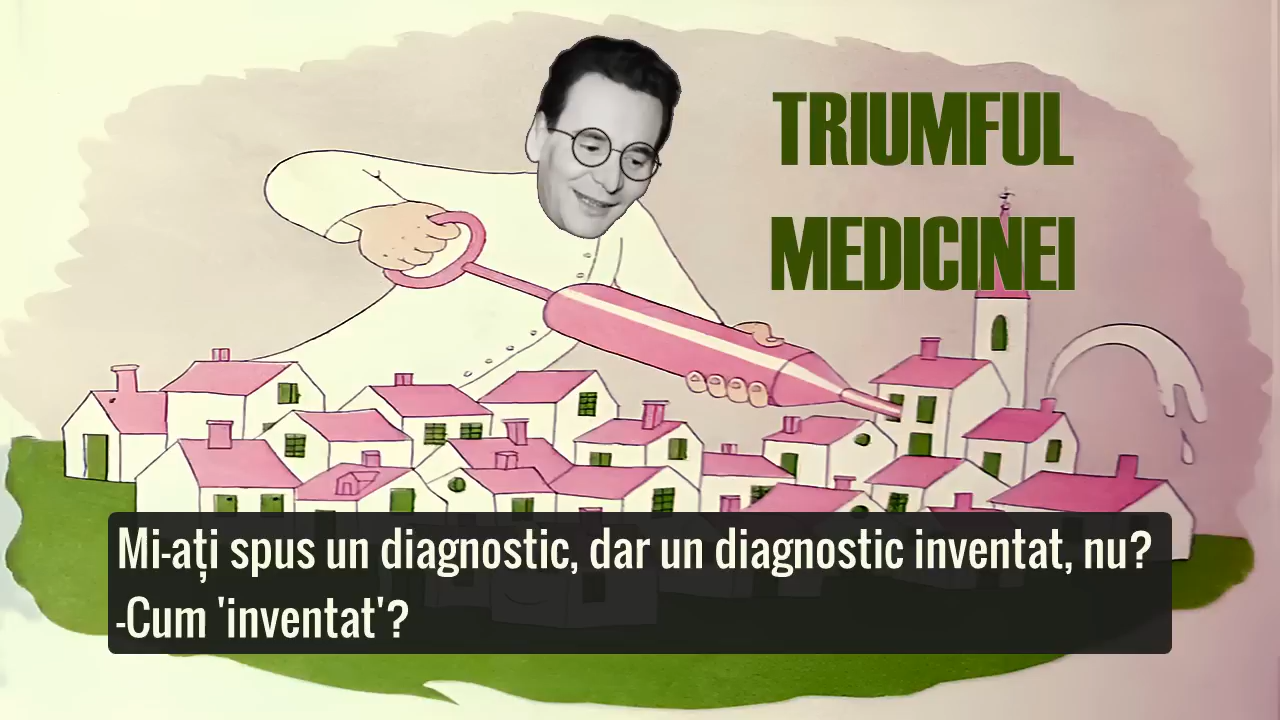 TRIUMFUL
MEDICINEI
Mi-ați spus un diagnostic, dar un diagnostic inventat, nu?
-Cum 'inventat'?